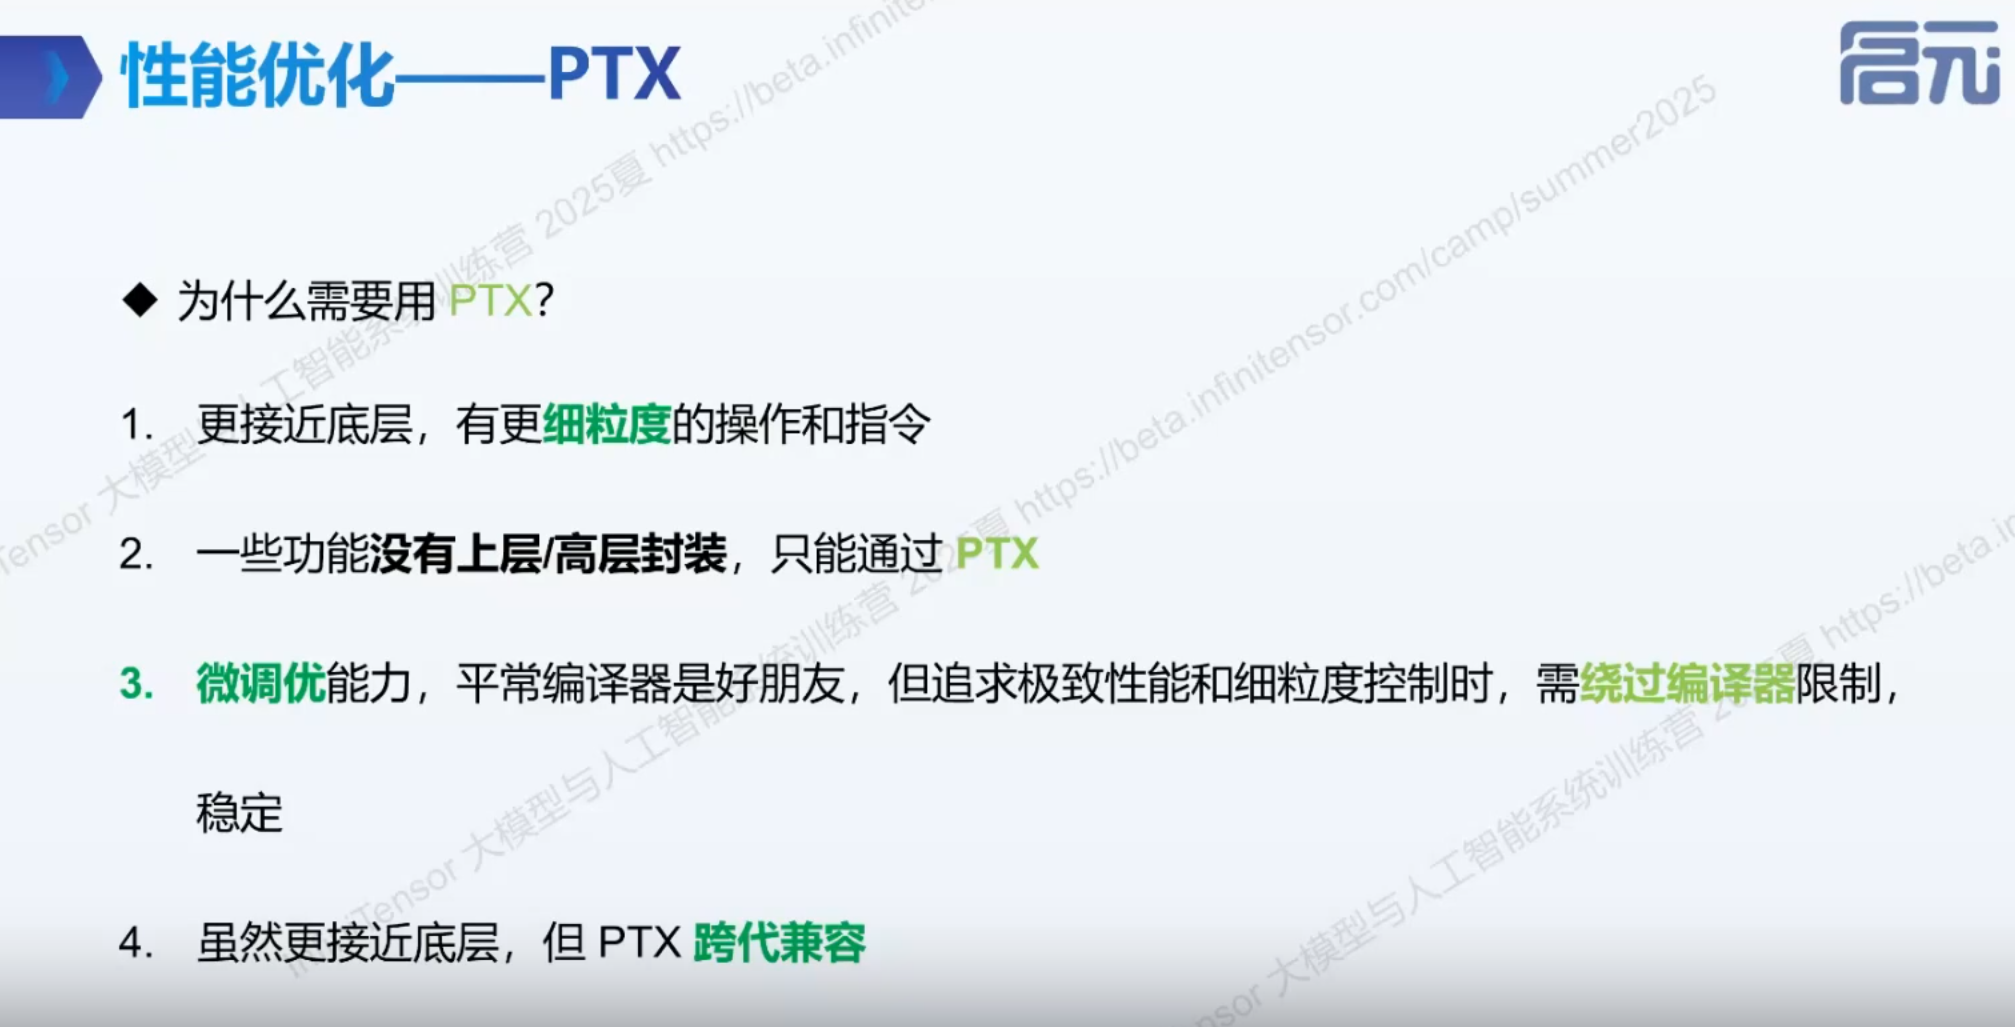 性能优化——PTX
启元
◆ 为什么需要用 PTX？
1. 更接近底层，有更细粒度的操作和指令
2. 一些功能没有上层/高层封装，只能通过 PTX
3. 微调优能力，平常编译器是好朋友，但追求极致性能和细粒度控制时，需绕过编译器限制，
稳定
4. 虽然更接近底层，但 PTX 跨代兼容
InfiniTensor 大模型与人工智能系统训练营 2025夏 https://beta.infinitensor.com/camp/summer2025